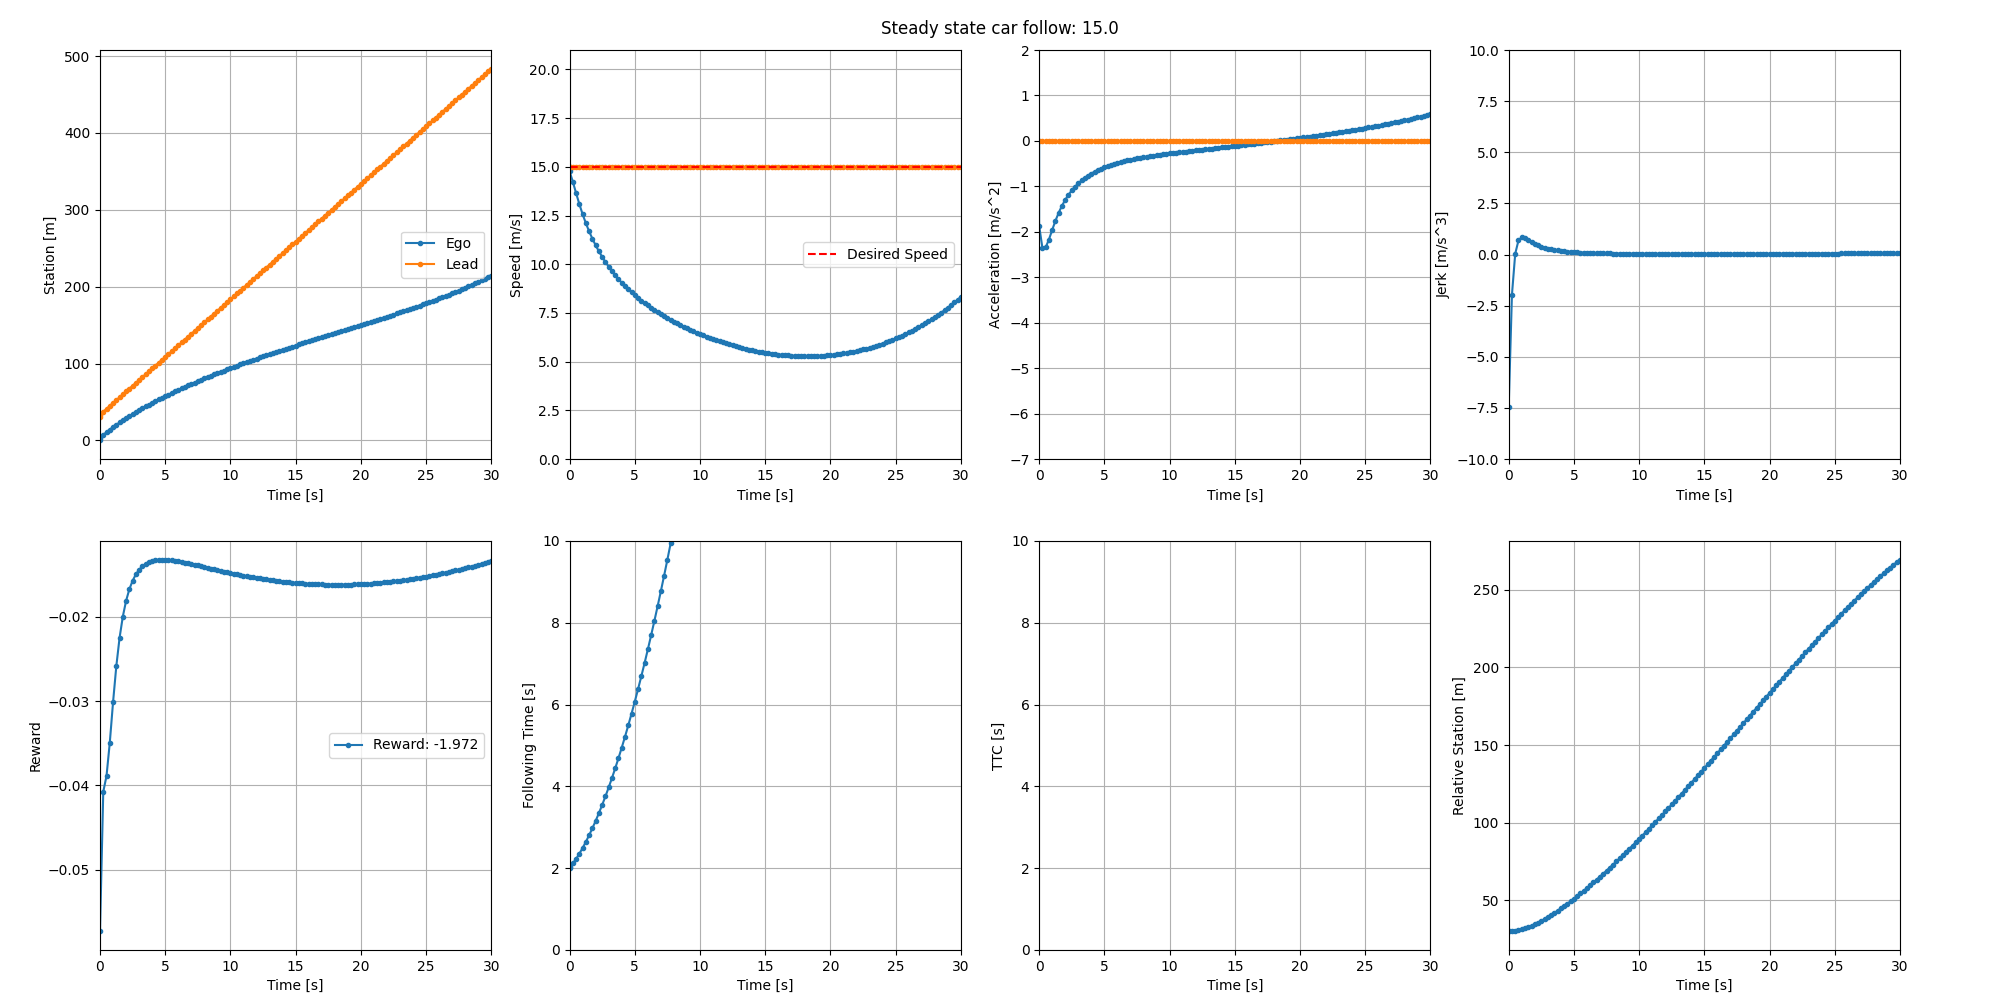 Steady state car follow: 15.0
500
400
300
200
100
0
Station [m]
Ego
Lead
0 5 10 15 20 25 30
Time [s]
20.0
17.5
15.0
12.5
10.0
7.5
5.0
2.5
0.0
Speed [m/s]
Desired Speed
0 5 10 15 20 25 30
Time [s]
2
1
0
−1
−2
−3
−4
−5
−6
−7
Acceleration [m/s^2]
0 5 10 15 20 25 30
Time [s]
10.0
7.5
5.0
2.5
0.0
−2.5
−5.0
−7.5
−10.0
Jerk [m/s^3]
0 5 10 15 20 25 30
Time [s]
−0.02
−0.03
−0.04
−0.05
Reward
Reward: -1.972
0 5 10 15 20 25 30
Time [s]
10
8
6
4
2
0
Following Time [s]
0 5 10 15 20 25 30
Time [s]
10
8
6
4
2
0
TTC [s]
0 5 10 15 20 25 30
Time [s]
250
200
150
100
50
Relative Station [m]
0 5 10 15 20 25 30
Time [s]